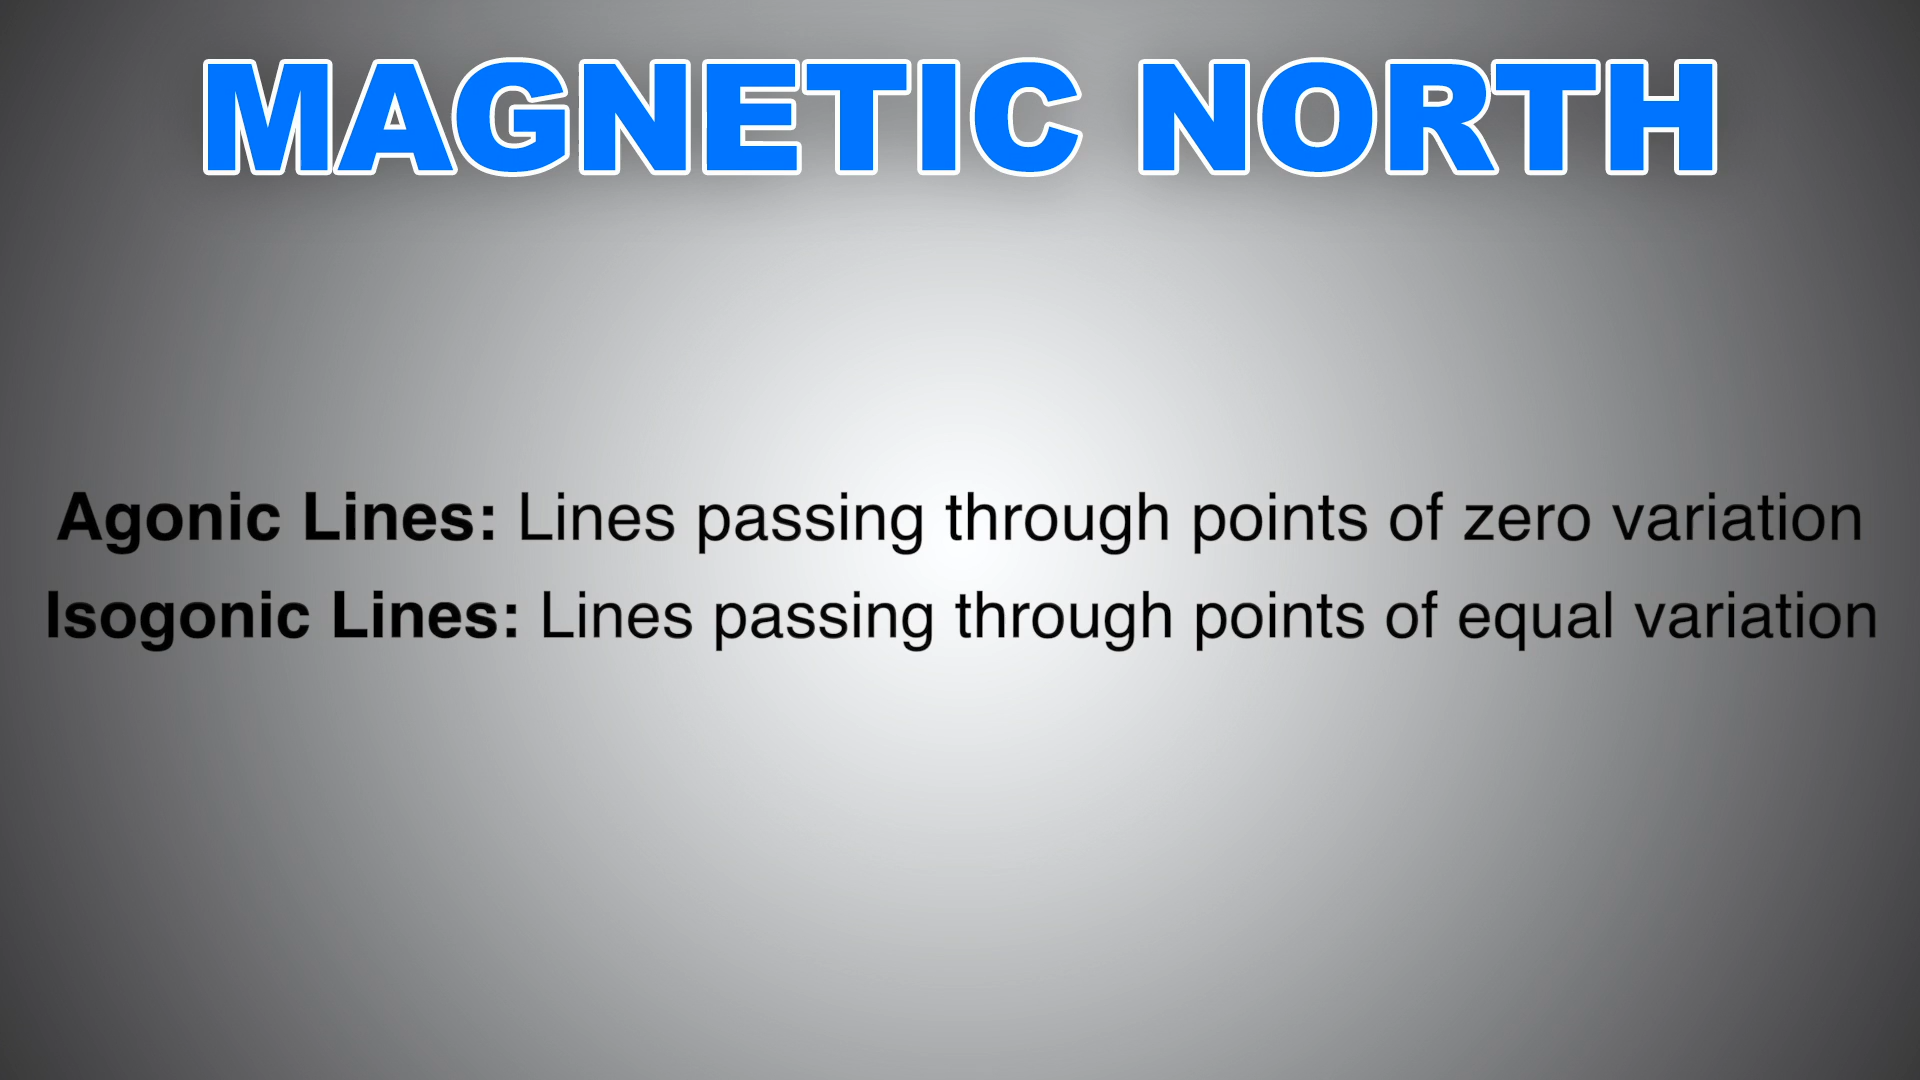 MAGNETIC NORTH
Agonic Lines: Lines passing through points of zero variation
Isogonic Lines: Lines passing through points of equal variation